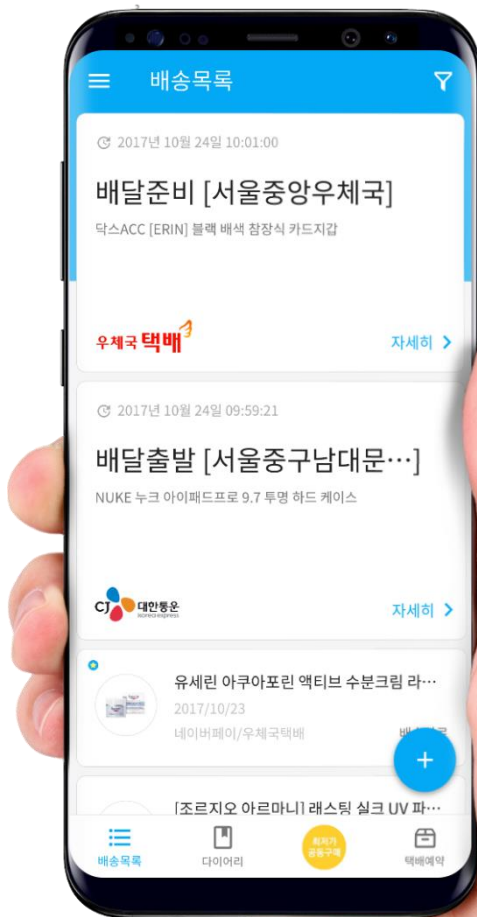 배송목록
2017년 10월 24일 10:01:00
배달준비 [서울중앙우체국]
닥스ACC [ERIN] 블랙 배색 참장식 카드지갑
우체국 택배
자세히
2017년 10월 24일 09:59:21
배달출발 [서울중구남대문…]
NUKE 누크 아이패드프로 9.7 투명 하드 케이스
CJ 대한통운
korea express
자세히
유세린 아쿠아포린 액티브 수분크림 라…
2017/10/23
네이버페이/우체국택배
+
[조르지오 아르마니] 래스팅 실크 UV 파…
배송목록
다이어리
최저가
공동구매
택배예약